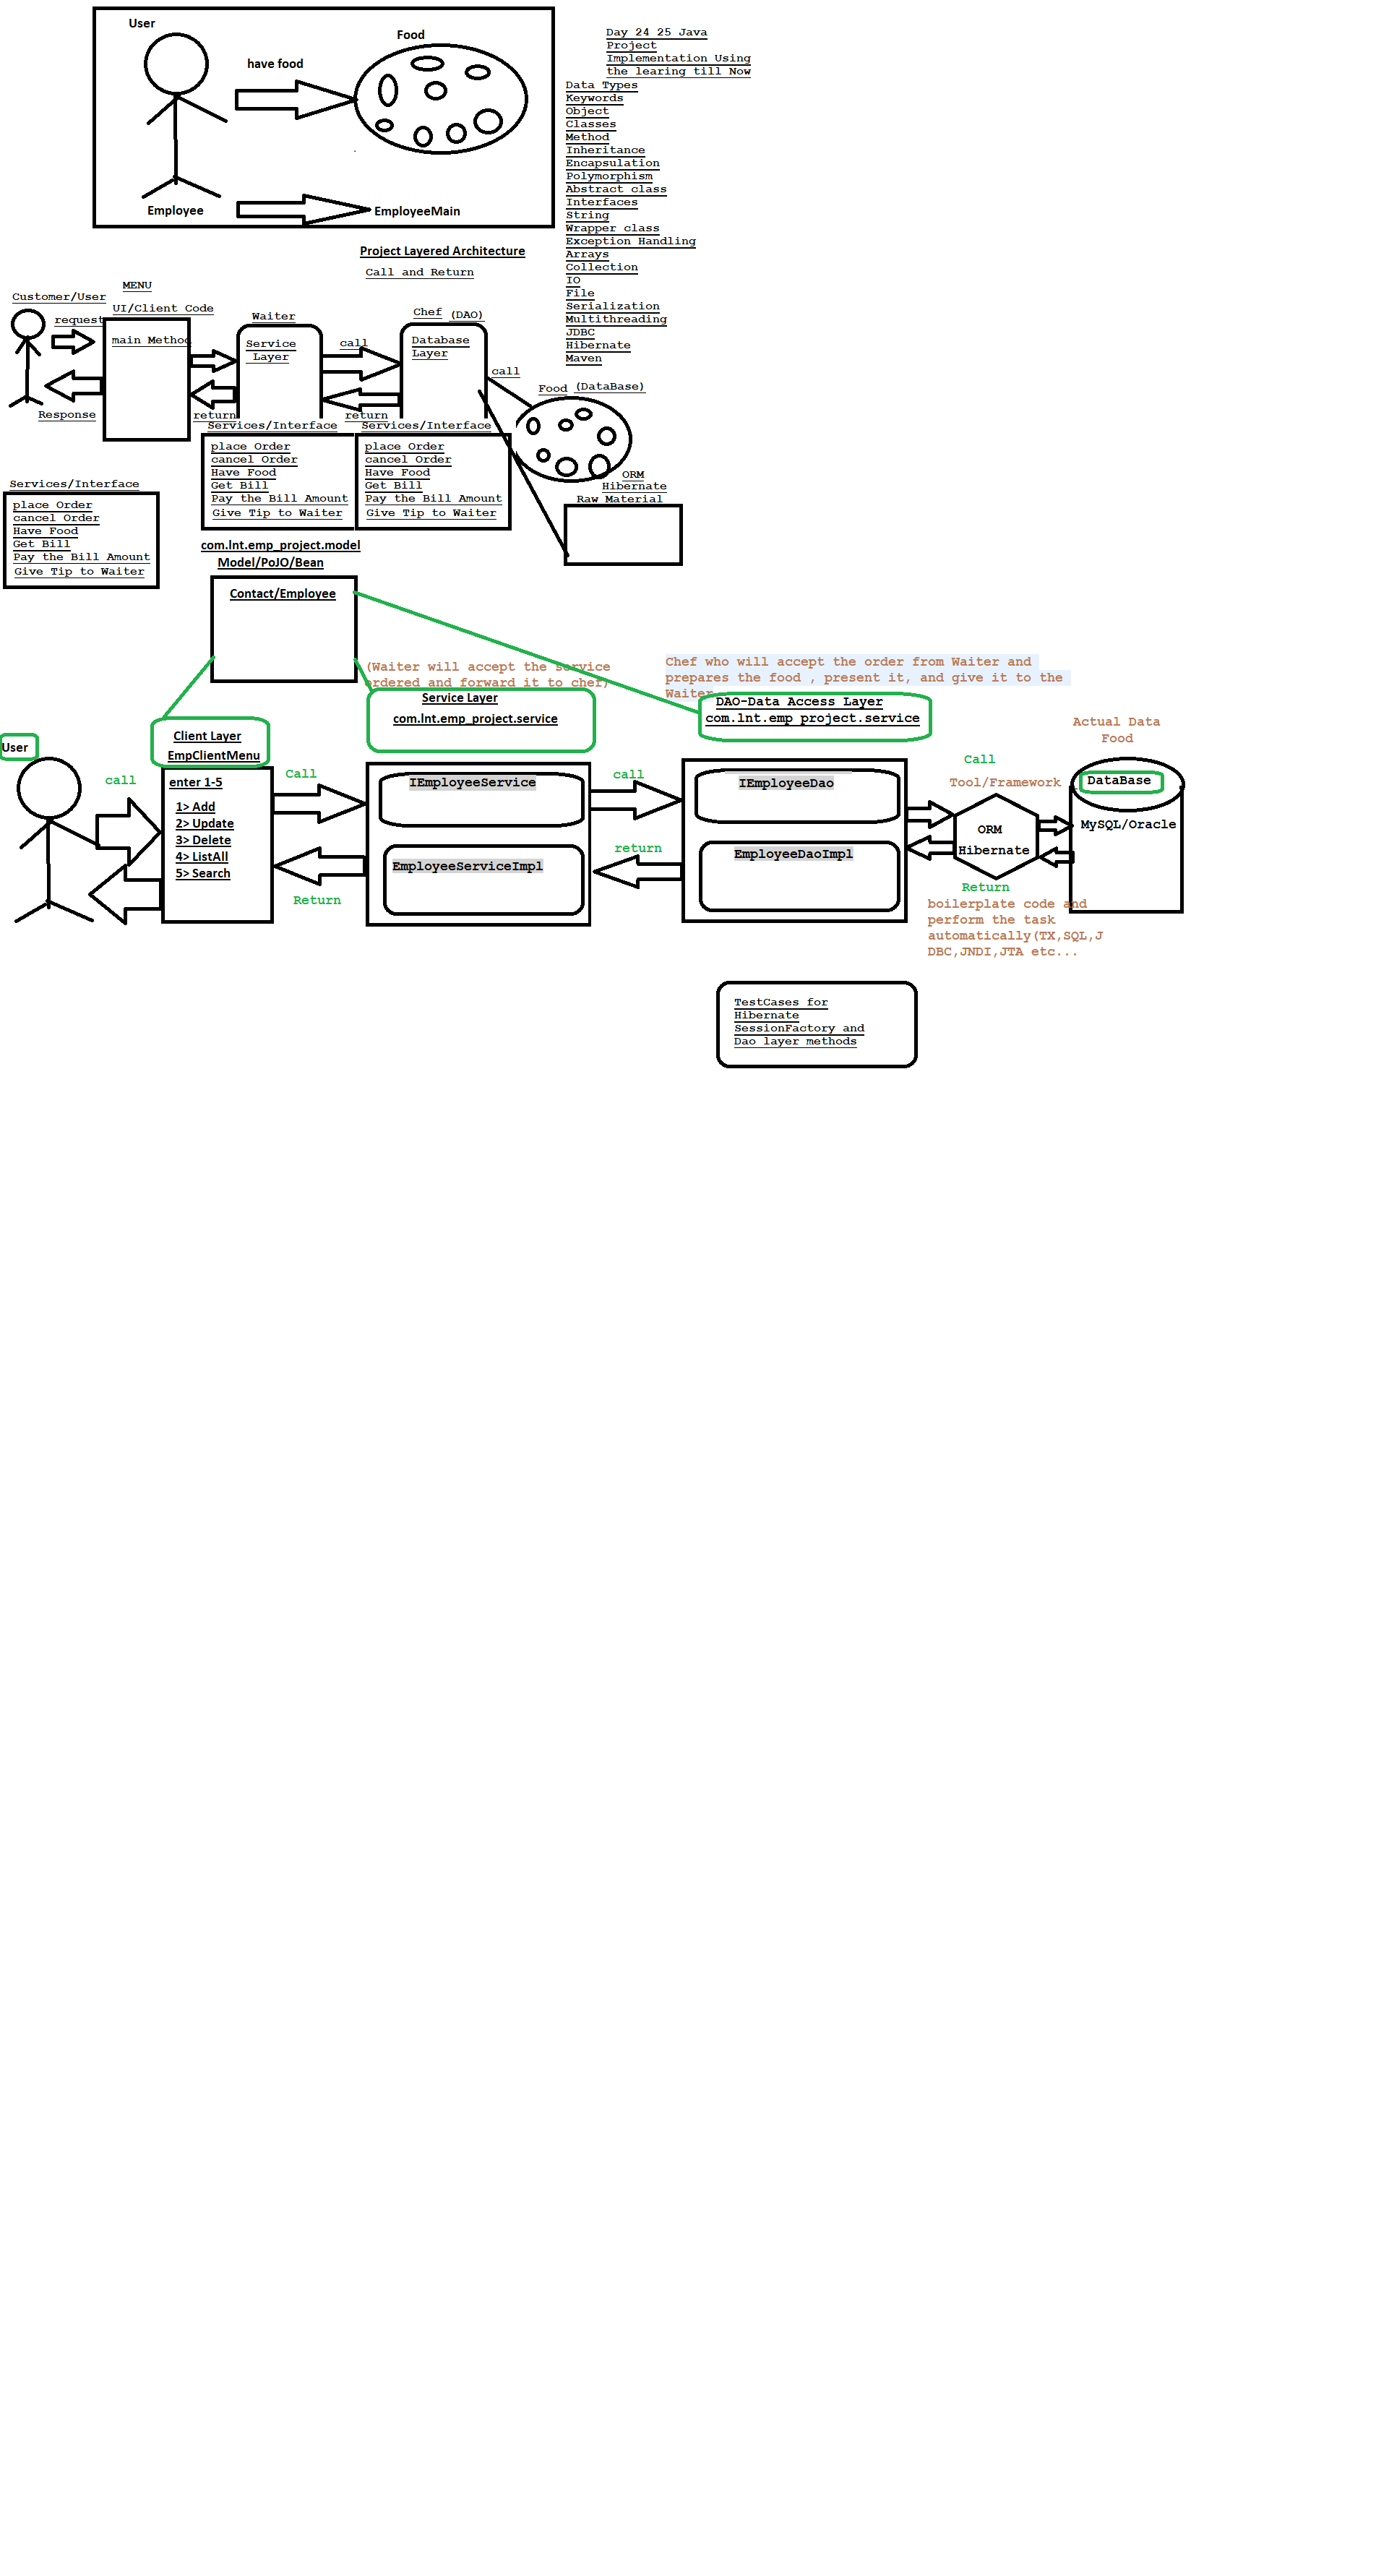 User
Food
have food
Employee
EmployeeMain
Day 24 25 Java
Project
Implementation Using
the learing till Now
Data Types
Keywords
Object
Classes
Method
Inheritance
Encapsulation
Polymorphism
Abstract class
Interfaces
String
Wrapper class
Exception Handling
Arrays
Collection
IO
File
Serialization
Multithreading
JDBC
Hibernate
Maven
Project Layered Architecture
Call and Return
MENU
Customer/User
UI/Client Code
request
main Method
Response
Waiter
Service
Layer
return
call
return
Chef (DAO)
Database
Layer
call
Food (DataBase)
ORM
Hibernate
Raw Material
Services/Interface
place Order
cancel Order
Have Food
Get Bill
Pay the Bill Amount
Give Tip to Waiter
Services/Interface
place Order
cancel Order
Have Food
Get Bill
Pay the Bill Amount
Give Tip to Waiter
Services/Interface
place Order
cancel Order
Have Food
Get Bill
Pay the Bill Amount
Give Tip to Waiter
com.lnt.emp_project.model
Model/PoJO/Bean
Contact/Employee
(Waiter will accept the service
ordered and forward it to chef)
Service Layer
com.lnt.emp_project.service
Chef who will accept the order from Waiter and
prepares the food , present it, and give it to the
Waiter
DAO-Data Access Layer
com.lnt.emp_project.service
Actual Data
Food
User
call
Client Layer
EmpClientMenu
enter 1-5
1> Add
2> Update
3> Delete
4> ListAll
5> Search
Call
Return
IEmployeeService
EmployeeServiceImpl
call
return
IEmployeeDao
EmployeeDaoImpl
Call
Tool/Framework
ORM
Hibernate
Return
DataBase
MySQL/Oracle
boilerplate code and
perform the task
automatically(TX,SQL,J
DBC,JNDI,JTA etc...
TestCases for
Hibernate
SessionFactory and
Dao layer methods